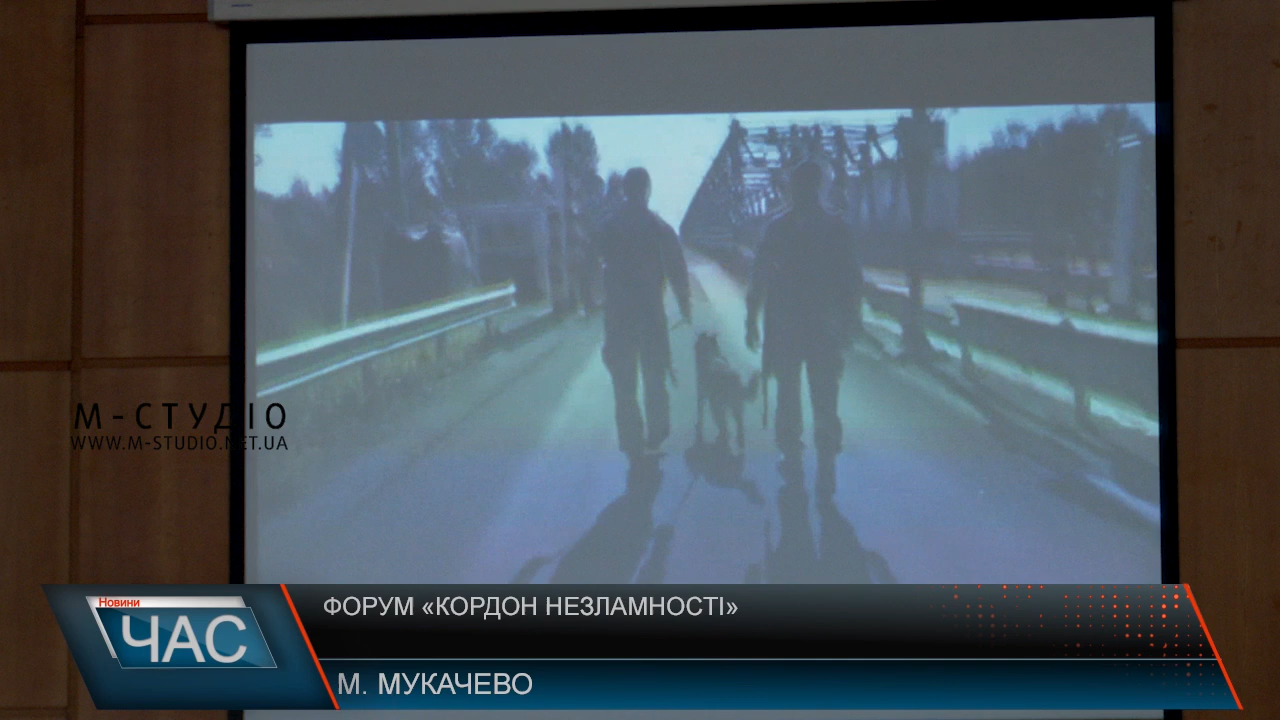 М-СТУДІО
WWW.M-STUDIO.NET.UA
Новини
ЧАС
ФОРУМ «КОРДОН НЕЗЛАМНОСТІ»
М. МУКАЧЕВО